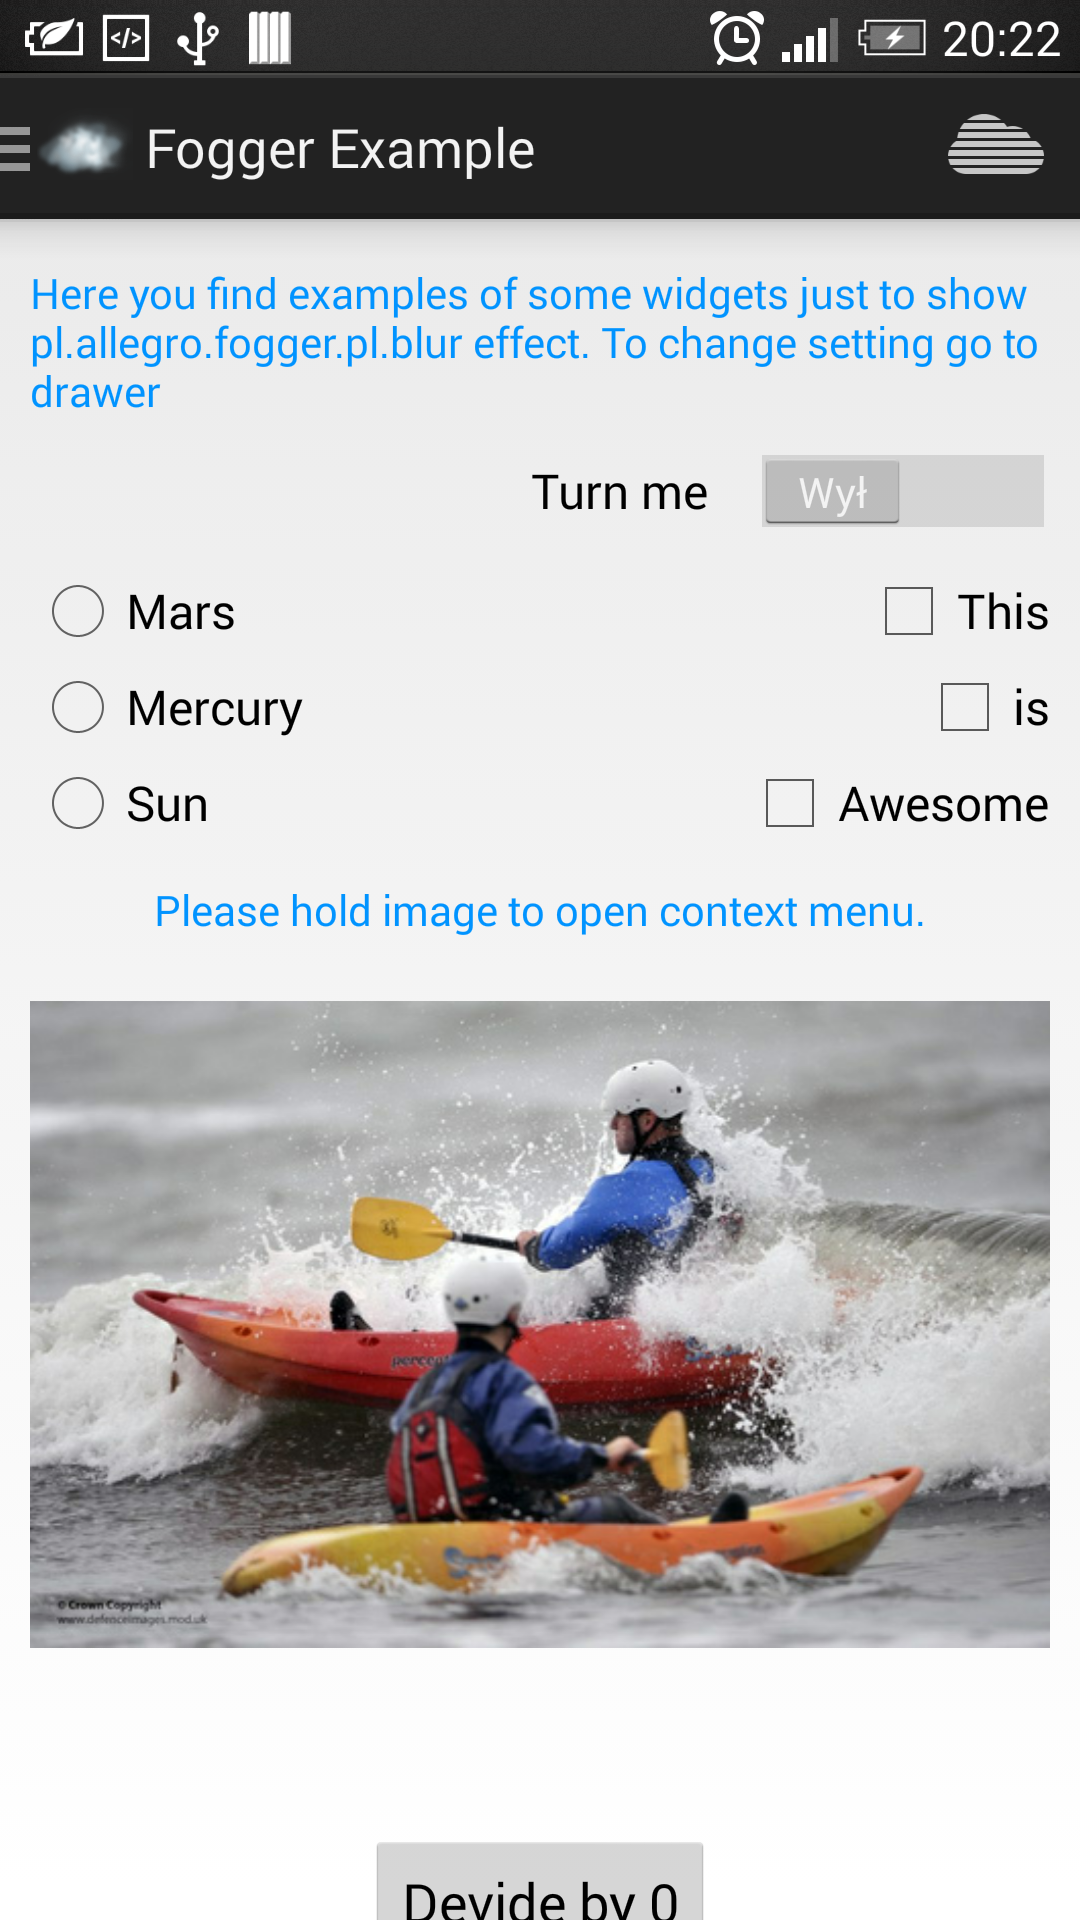 </>
20:22
Fogger Example
Here you find examples of some widgets just to show
pl.allegro.fogger.pl.blur effect. To change setting go to
drawer
Turn me Wył
Mars This
Mercury is
Sun Awesome
Please hold image to open context menu.
© Crown Copyright
www.defenceimages.mod.uk
Devide by 0